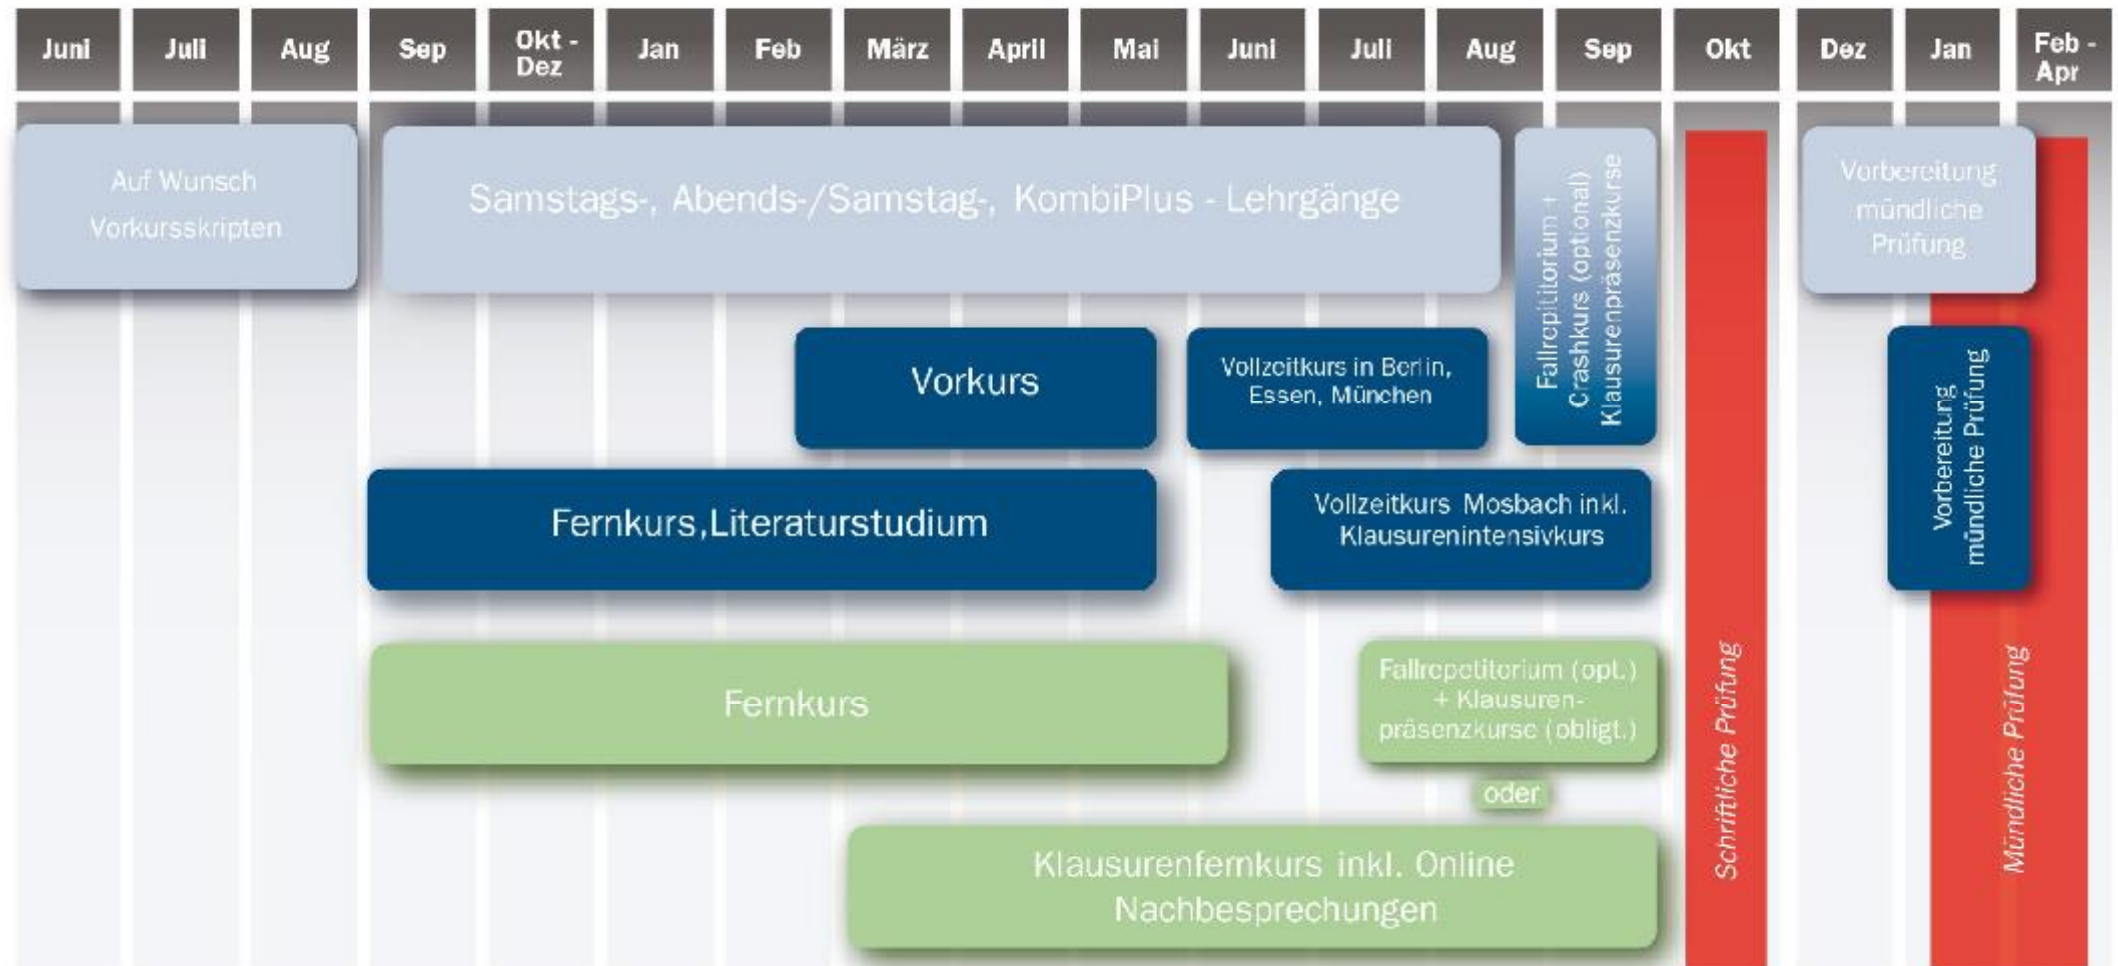 Juni
Juli
Aug
Sep
Okt -
Dez
Jan
Feb
März
April
Mai
Juni
Juli
Aug
Sep
Okt
Dez
Jan
Feb -
Apr
Auf Wunsch
Vorkursskripten
Samstags-, Abends-/Samstag-, KombiPlus - Lehrgänge
Fallrepititorium +
Crashkurs (optional)
Klausurenpräsenzkurse
Vorbereitung
mündliche
Prüfung
Vorkurs
Vollzeitkurs in Berlin,
Essen, München
Vorbereitung
mündliche Prüfung
Fernkurs,Literaturstudium
Vollzeitkurs Mosbach inkl.
Klausurenintensivkurs
Fernkurs
Fallrepetitorium (opt.)
+ Klausuren-
präsenzkurse (obligt.)
oder
Klausurenfernkurs inkl. Online
Nachbesprechungen
Schriftliche Prüfung
Mündliche Prüfung